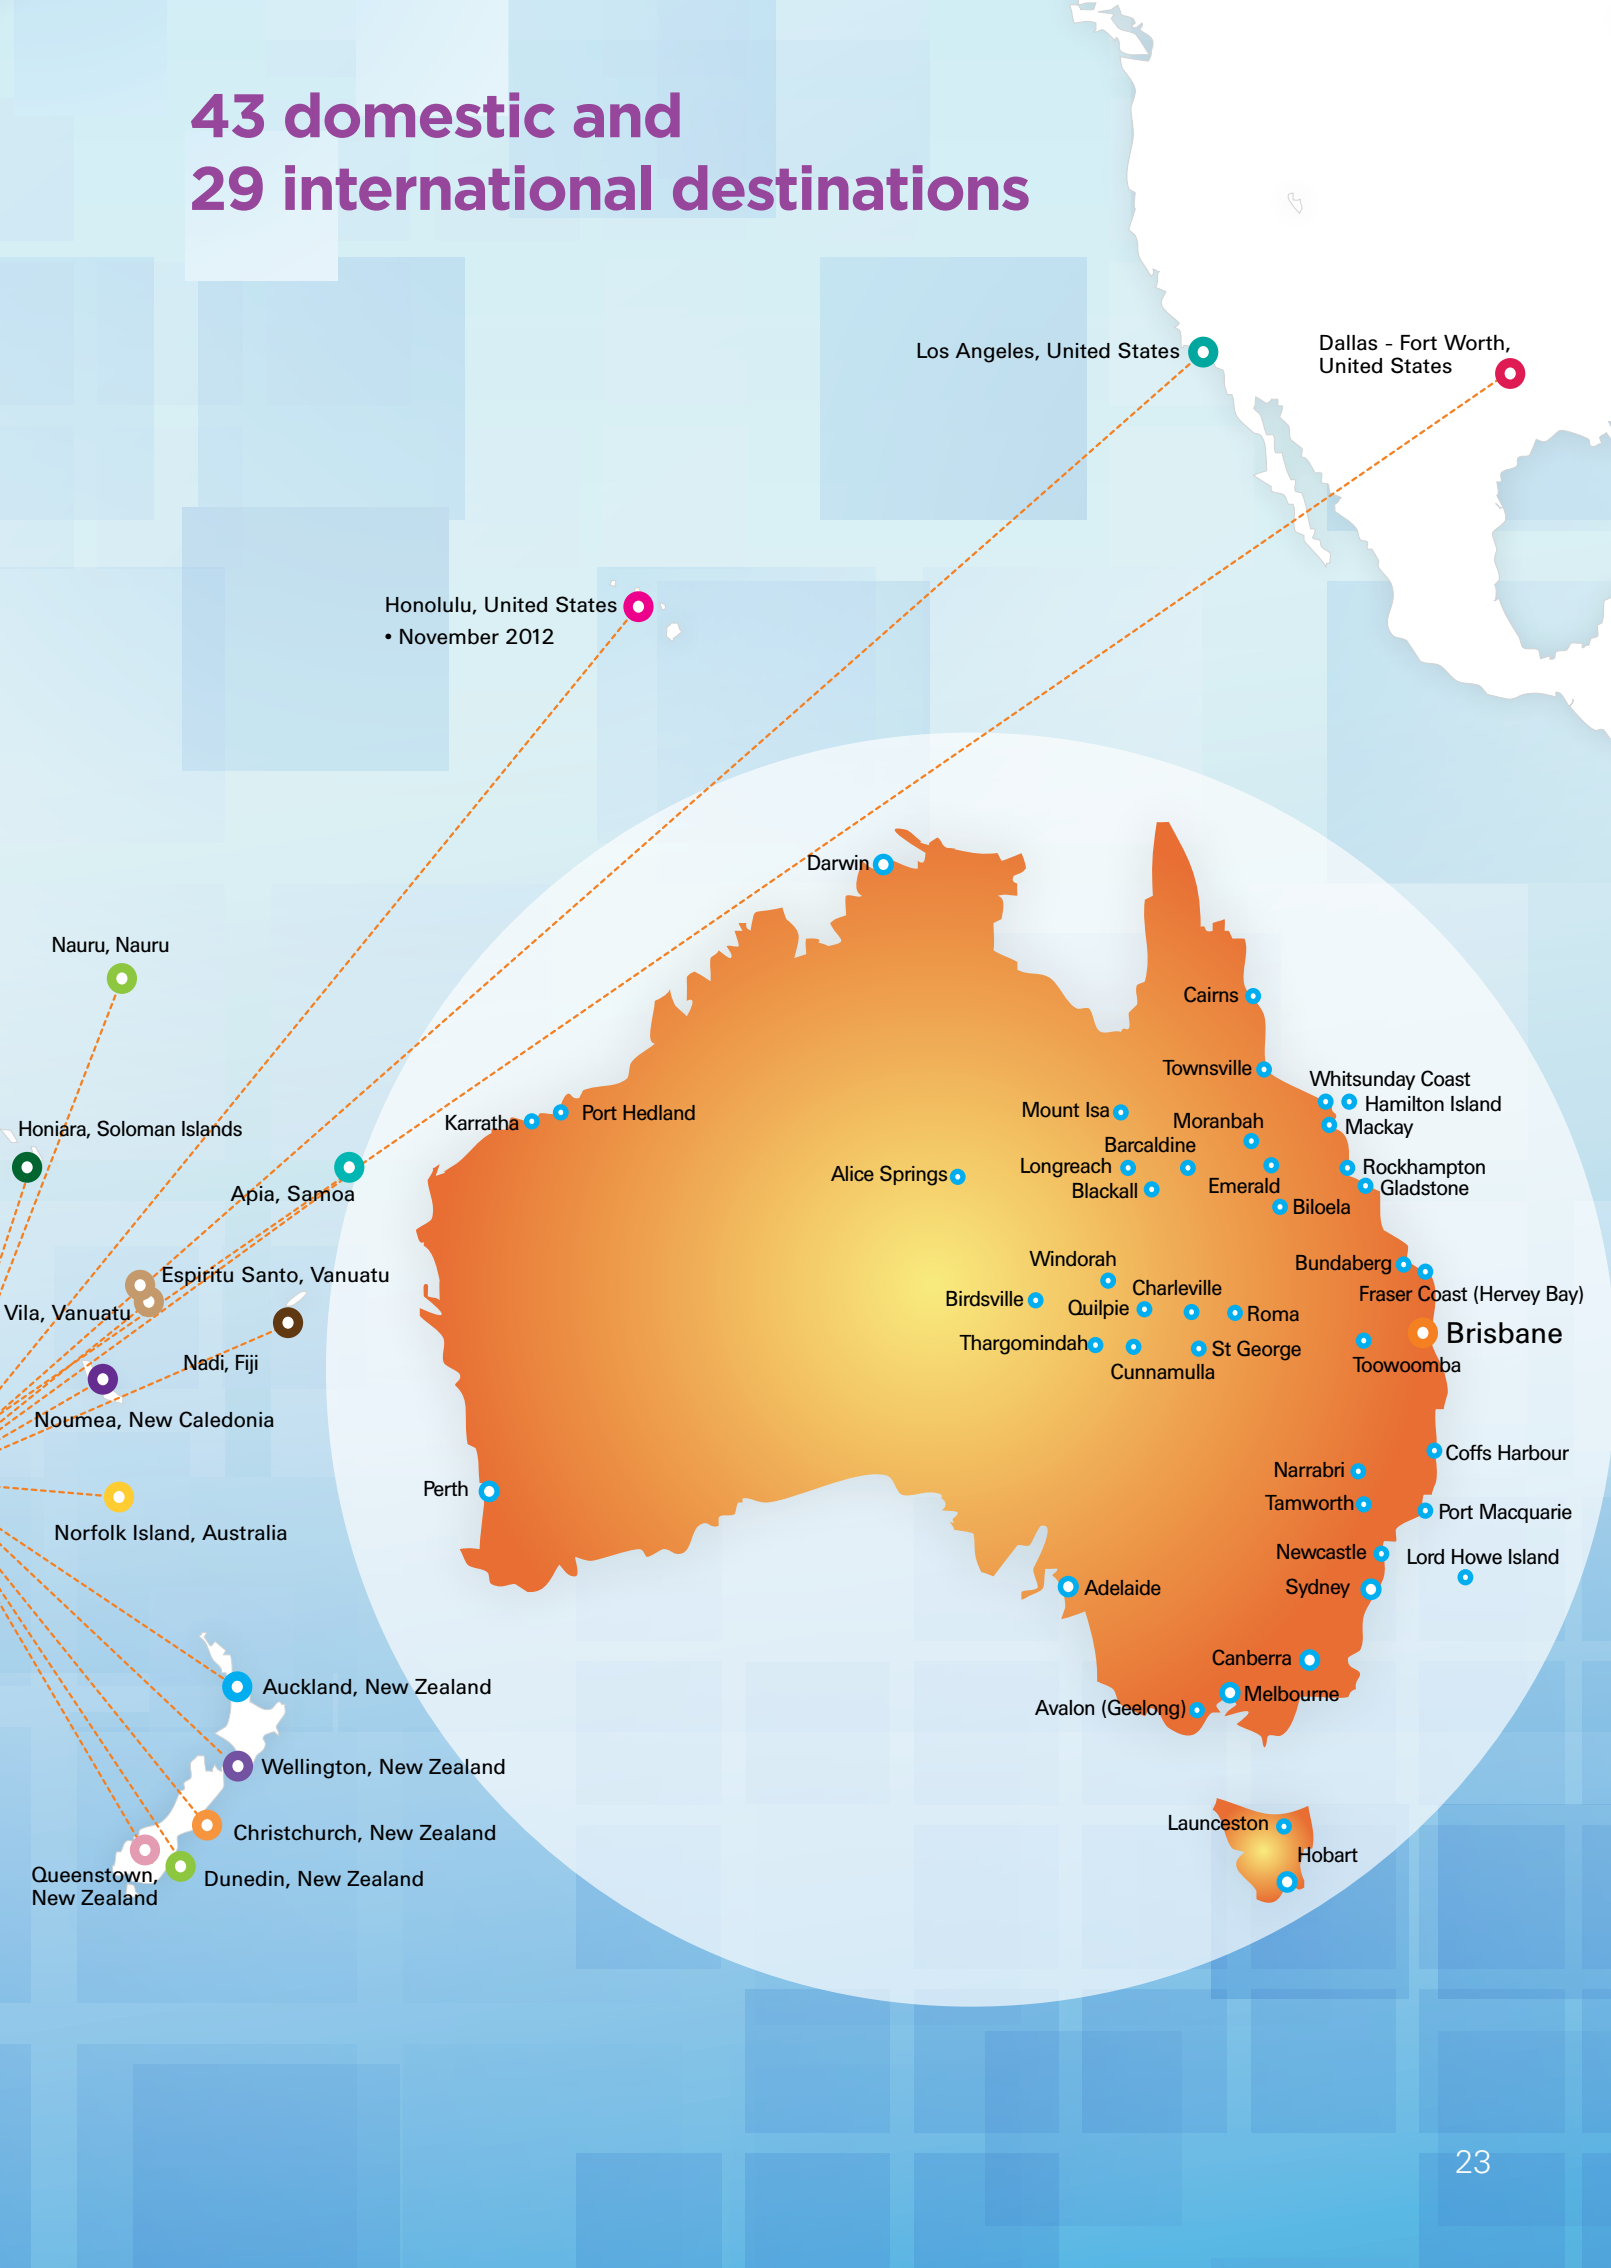 43 domestic and
29 international destinations
Los Angeles, United States
Dallas - Fort Worth,
United States
Honolulu, United States
• November 2012
Darwin
Nauru, Nauru
Cairns
Townsville
Whitsunday Coast
Hamilton Island
Mackay
Mount Isa
Moranbah
Port Hedland
Karratha
Honiara, Soloman Islands
Barcaldine
Longreach
Rockhampton
Alice Springs
Blackall
Emerald
Gladstone
Apia, Samoa
Biloela
Windorah
Bundaberg
Espiritu Santo, Vanuatu
Charleville
Fraser Coast (Hervey Bay)
Birdsville
Quilpie
Roma
Vila, Vanuatu
Brisbane
Thargomindah
St George
Nadi, Fiji
Toowoomba
Cunnamulla
Noumea, New Caledonia
Coffs Harbour
Narrabri
Perth
Tamworth
Port Macquarie
Norfolk Island, Australia
Newcastle
Lord Howe Island
Adelaide
Sydney
Canberra
Auckland, New Zealand
Melbourne
Avalon (Geelong)
Wellington, New Zealand
Launceston
Christchurch, New Zealand
Hobart
Queenstown,
New Zealand
Dunedin, New Zealand
23